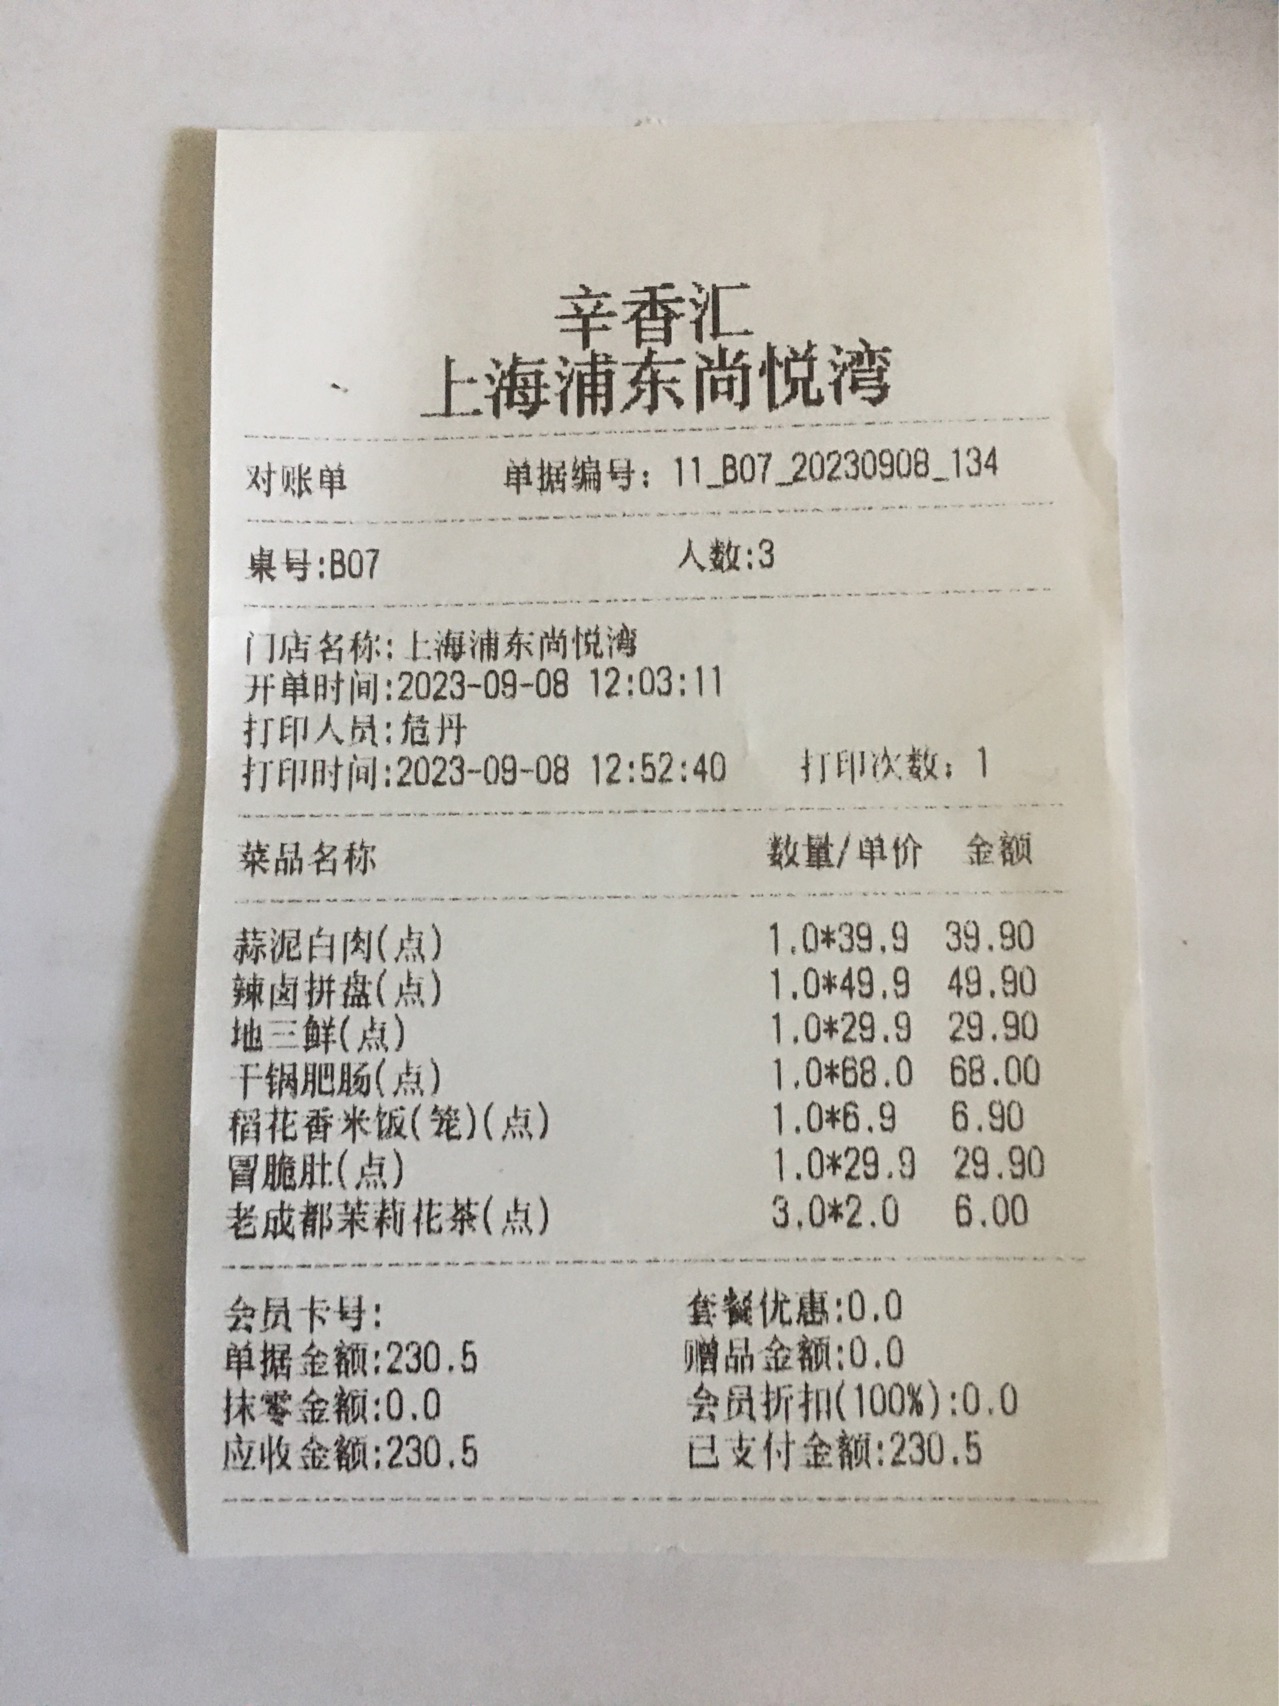 辛香汇
上海浦东尚悦湾
对账单 单据编号：11_B07_20230908_134
桌号:B07 人数:3
门店名称:上海浦东尚悦湾
开单时间:2023-09-08 12:03:11
打印人员:危丹
打印时间:2023-09-08 12:52:40 打印次数：1
菜品名称 数量/单价 金额
蒜泥白肉(点) 1.0*39.9 39.90
辣卤拼盘(点) 1.0*49.9 49.90
地三鲜(点) 1.0*29.9 29.90
干锅肥肠(点) 1.0*68.0 68.00
稻花香米饭(笼)(点) 1.0*6.9 6.90
冒脆肚(点) 1.0*29.9 29.90
老成都茉莉花茶(点) 3.0*2.0 6.00
会员卡号: 套餐优惠:0.0
单据金额:230.5 赠品金额:0.0
抹零金额:0.0 会员折扣(100%):0.0
应收金额:230.5 已支付金额:230.5